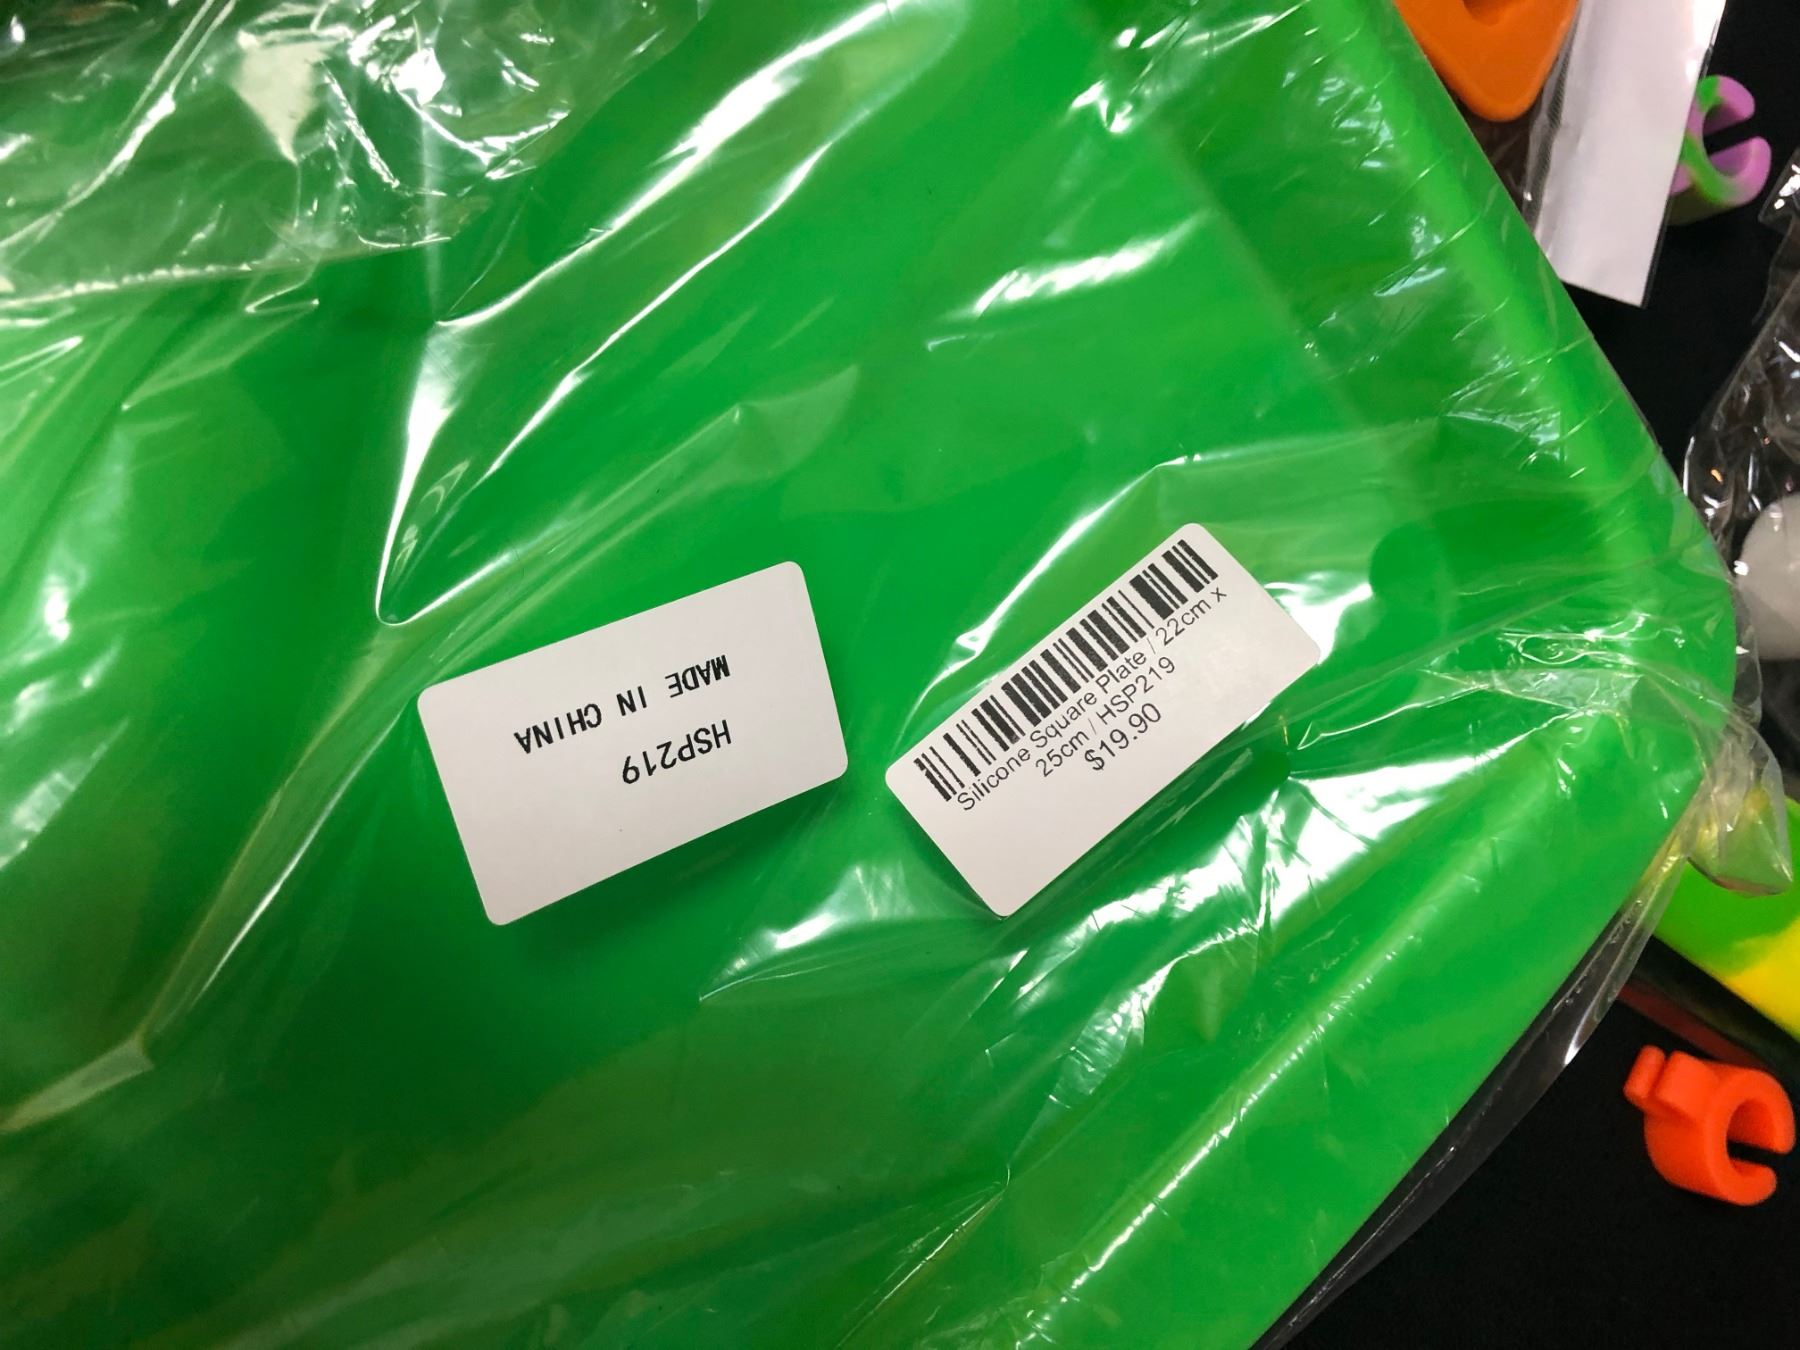 MADE IN CHINA
HSP219
Silicone Square Plate / 22cm x
25cm / HSP219
$19.90